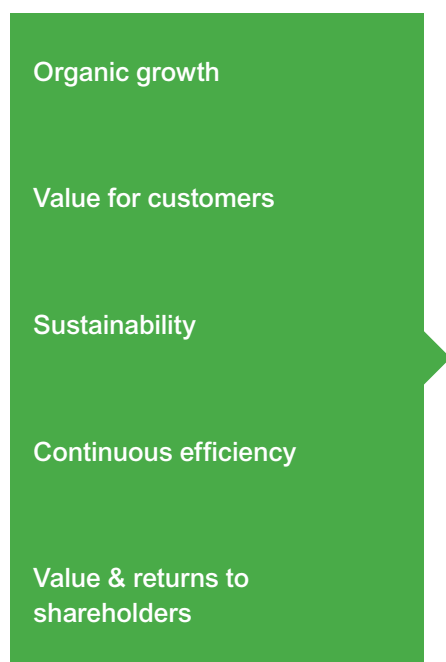 Organic growth
Value for customers
Sustainability
Continuous efficiency
Value & returns to
shareholders